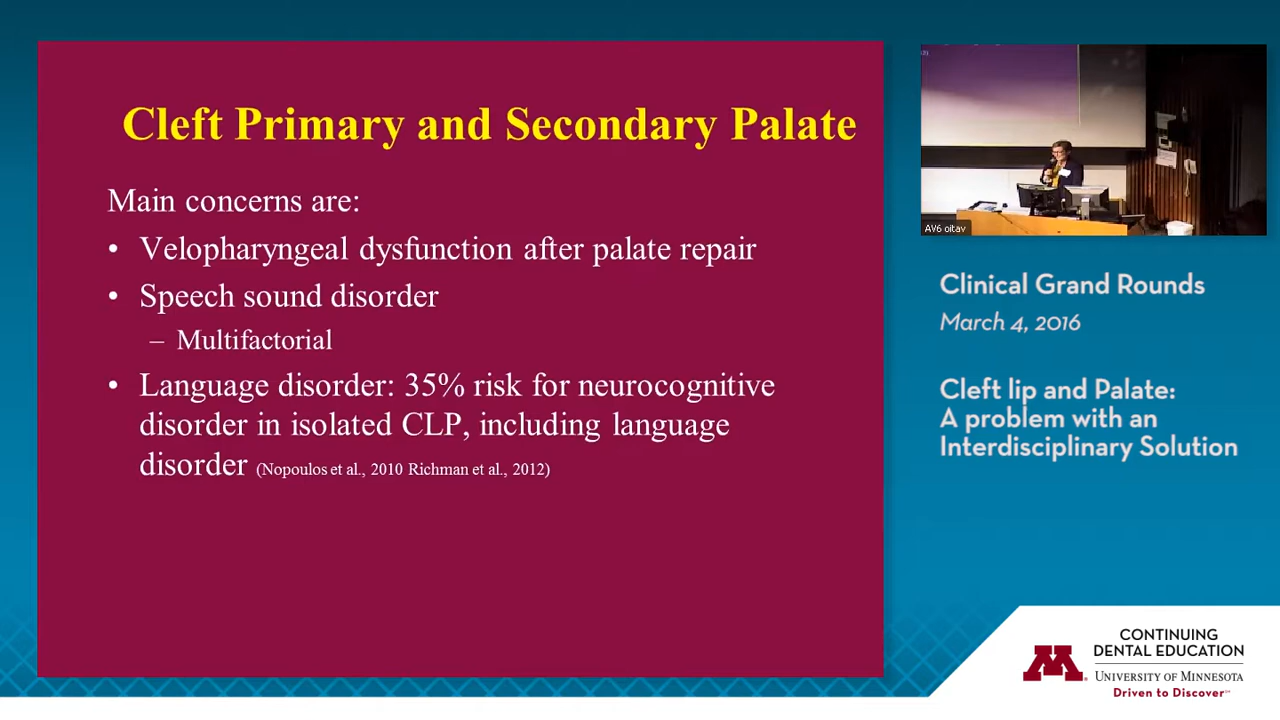 Cleft Primary and Secondary Palate
Main concerns are:
• Velopharyngeal dysfunction after palate repair
• Speech sound disorder
– Multifactorial
• Language disorder: 35% risk for neurocognitive
disorder in isolated CLP, including language
disorder (Nopoulos et al., 2010 Richman et al., 2012)
AV6 oitav
Clinical Grand Rounds
March 4, 2016
Cleft lip and Palate:
A problem with an
Interdisciplinary Solution
M
CONTINUING
DENTAL EDUCATION
UNIVERSITY OF MINNESOTA
Driven to Discover℠